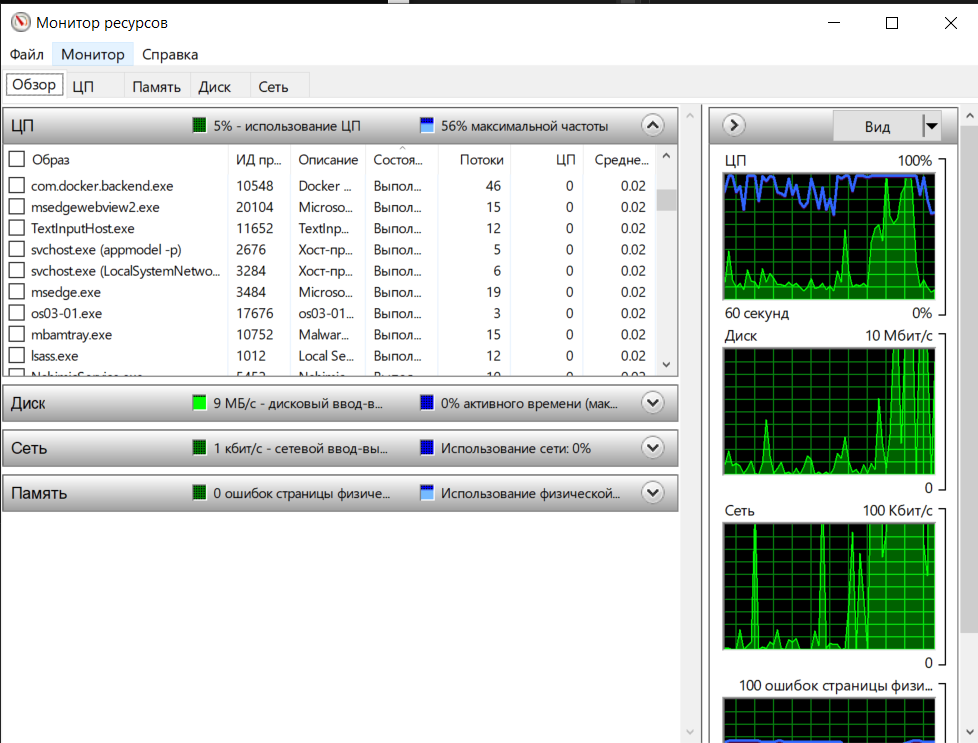 Монитор ресурсов
Файл Монитор Справка
Обзор ЦП Память Диск Сеть
ЦП 5% - использование ЦП 56% максимальной частоты
Образ ИД пр... Описание Состоя... Потоки ЦП Средне...
com.docker.backend.exe 10548 Docker ... Выпол... 46 0 0.02
msedgewebview2.exe 20104 Microso... Выпол... 15 0 0.02
TextInputHost.exe 11652 TextInp... Выпол... 12 0 0.02
svchost.exe (appmodel -p) 2676 Хост-пр... Выпол... 5 0 0.02
svchost.exe (LocalSystemNetwo... 3284 Хост-пр... Выпол... 6 0 0.02
msedge.exe 3484 Microso... Выпол... 19 0 0.02
os03-01.exe 17676 os03-01... Выпол... 3 0 0.02
mbamtray.exe 10752 Malwar... Выпол... 15 0 0.02
lsass.exe 1012 Local Se... Выпол... 12 0 0.02
Диск 9 МБ/с - дисковый ввод-в... 0% активного времени (мак...
Сеть 1 кбит/с - сетевой ввод-вы... Использование сети: 0%
Память 0 ошибок страницы физиче... Использование физической...
Вид
ЦП 100%
60 секунд 0%
Диск 10 Мбит/с
0
Сеть 100 Кбит/с
0
100 ошибок страницы физи...